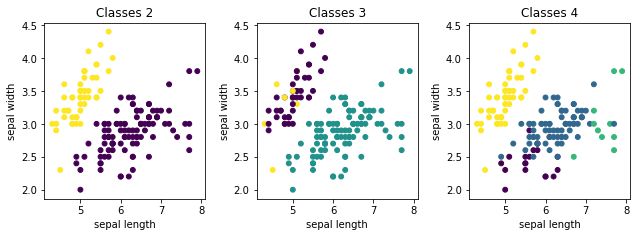 Classes 2
4.5
4.0
3.5
3.0
2.5
2.0
sepal width
5 6 7 8
sepal length
Classes 3
4.5
4.0
3.5
3.0
2.5
2.0
sepal width
5 6 7 8
sepal length
Classes 4
4.5
4.0
3.5
3.0
2.5
2.0
sepal width
5 6 7 8
sepal length